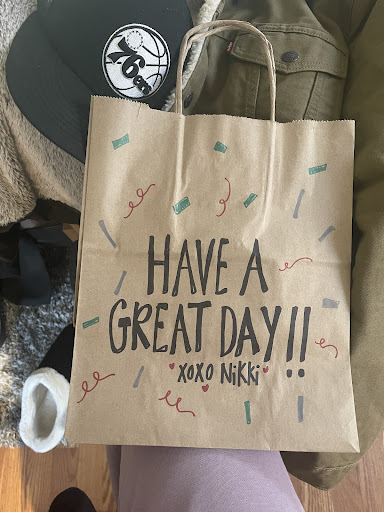 76ers
HAVE A
GREAT DAY!!
XOXO NiKKi